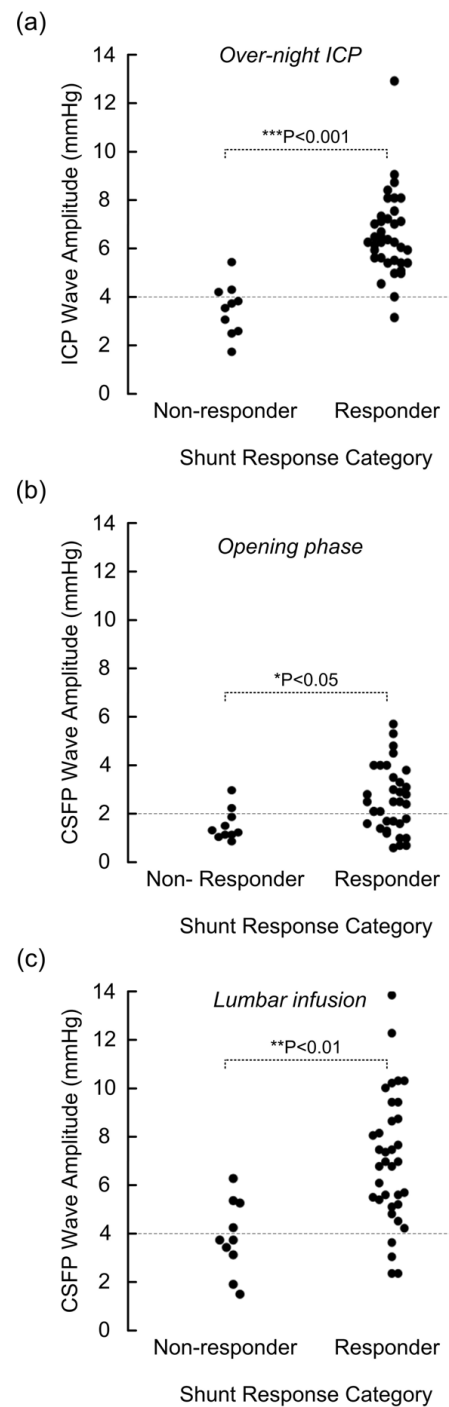 (a)
Over-night ICP
***P<0.001
ICP Wave Amplitude (mmHg)
14
12
10
8
6
4
2
0
Non-responder Responder
Shunt Response Category
(b)
Opening phase
*P<0.05
CSFP Wave Amplitude (mmHg)
14
12
10
8
6
4
2
0
Non- Responder Responder
Shunt Response Category
(c)
Lumbar infusion
**P<0.01
CSFP Wave Amplitude (mmHg)
14
12
10
8
6
4
2
0
Non-responder Responder
Shunt Response Category